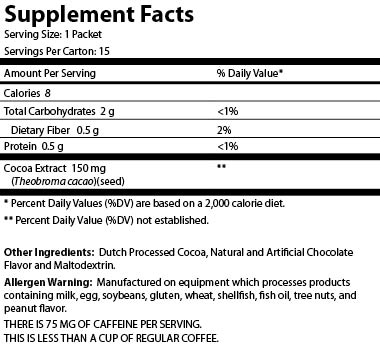 Supplement Facts
Serving Size: 1 Packet
Servings Per Carton: 15
Amount Per Serving % Daily Value*
Calories 8
Total Carbohydrates 2 g <1%
Dietary Fiber 0.5 g 2%
Protein 0.5 g <1%
Cocoa Extract 150 mg **
(Theobroma cacao)(seed)
* Percent Daily Values (%DV) are based on a 2,000 calorie diet.
** Percent Daily Value (%DV) not established.
Other Ingredients: Dutch Processed Cocoa, Natural and Artificial Chocolate
Flavor and Maltodextrin.
Allergen Warning: Manufactured on equipment which processes products
containing milk, egg, soybeans, gluten, wheat, shellfish, fish oil, tree nuts, and
peanut flavor.
THERE IS 75 MG OF CAFFEINE PER SERVING.
THIS IS LESS THAN A CUP OF REGULAR COFFEE.